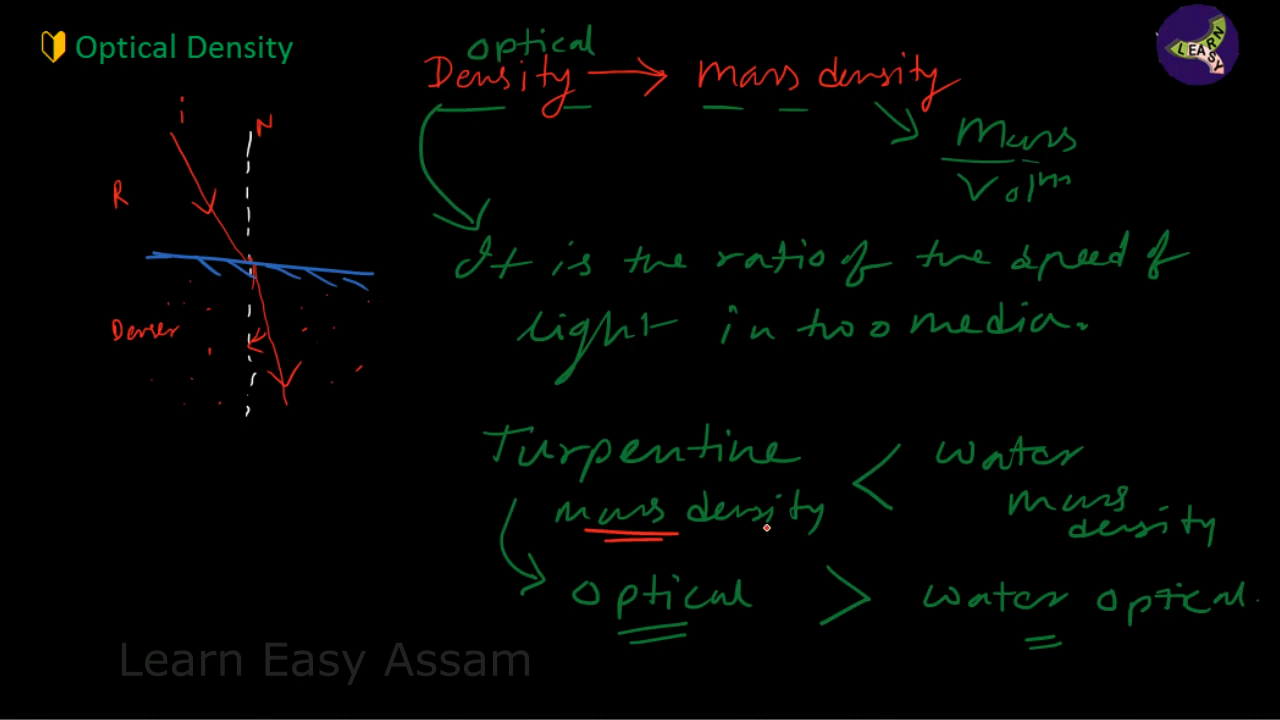 Optical Density
optical
Density → mass density
Mass
Volm
i
N
R
Denser
It is the ratio of the speed of
light in two media.
Turpentine < water
mass density mass
density
optical > water optical.
LEARN
EASY
Learn Easy Assam